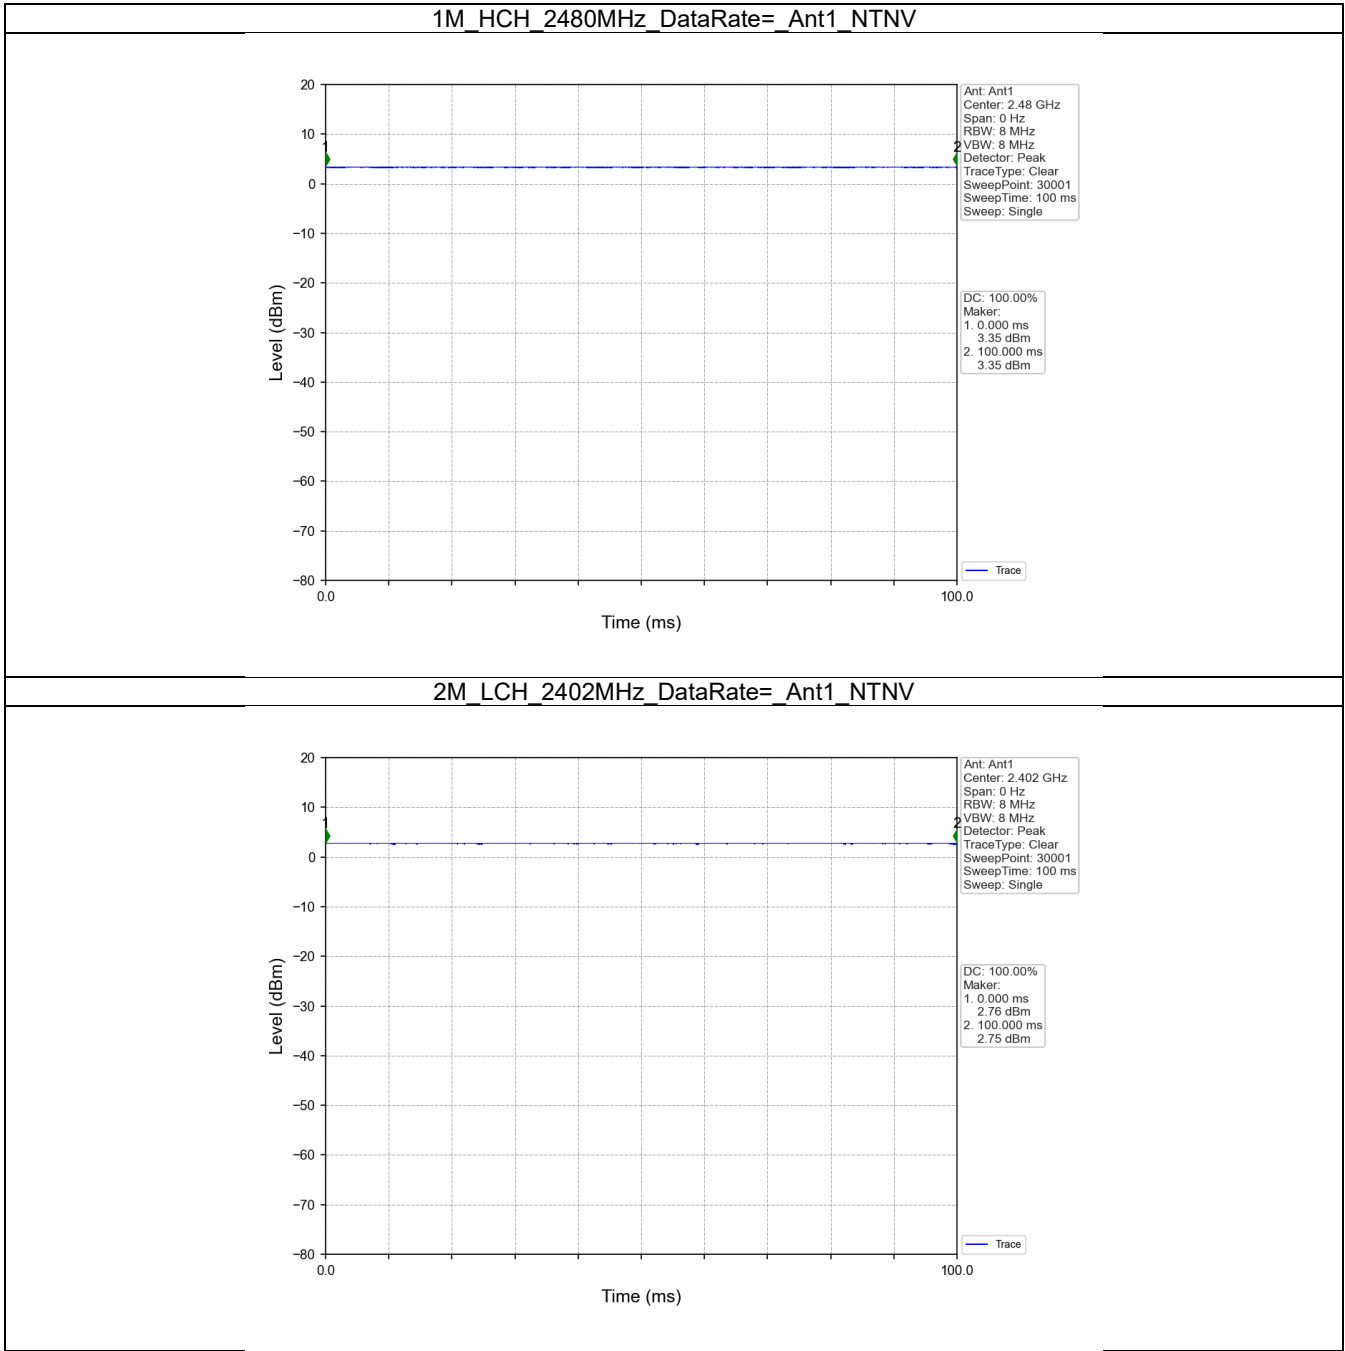 1M_HCH_2480MHz_DataRate=_Ant1_NTNV
20
10
0
−10
−20
−30
−40
−50
−60
−70
−80
Level (dBm)
1
2
0.0
100.0
Time (ms)
Ant: Ant1
Center: 2.48 GHz
Span: 0 Hz
RBW: 8 MHz
VBW: 8 MHz
Detector: Peak
TraceType: Clear
SweepPoint: 30001
SweepTime: 100 ms
Sweep: Single
DC: 100.00%
Maker:
1. 0.000 ms
3.35 dBm
2. 100.000 ms
3.35 dBm
Trace
2M_LCH_2402MHz_DataRate=_Ant1_NTNV
20
10
0
−10
−20
−30
−40
−50
−60
−70
−80
Level (dBm)
1
2
0.0
100.0
Time (ms)
Ant: Ant1
Center: 2.402 GHz
Span: 0 Hz
RBW: 8 MHz
VBW: 8 MHz
Detector: Peak
TraceType: Clear
SweepPoint: 30001
SweepTime: 100 ms
Sweep: Single
DC: 100.00%
Maker:
1. 0.000 ms
2.76 dBm
2. 100.000 ms
2.75 dBm
Trace